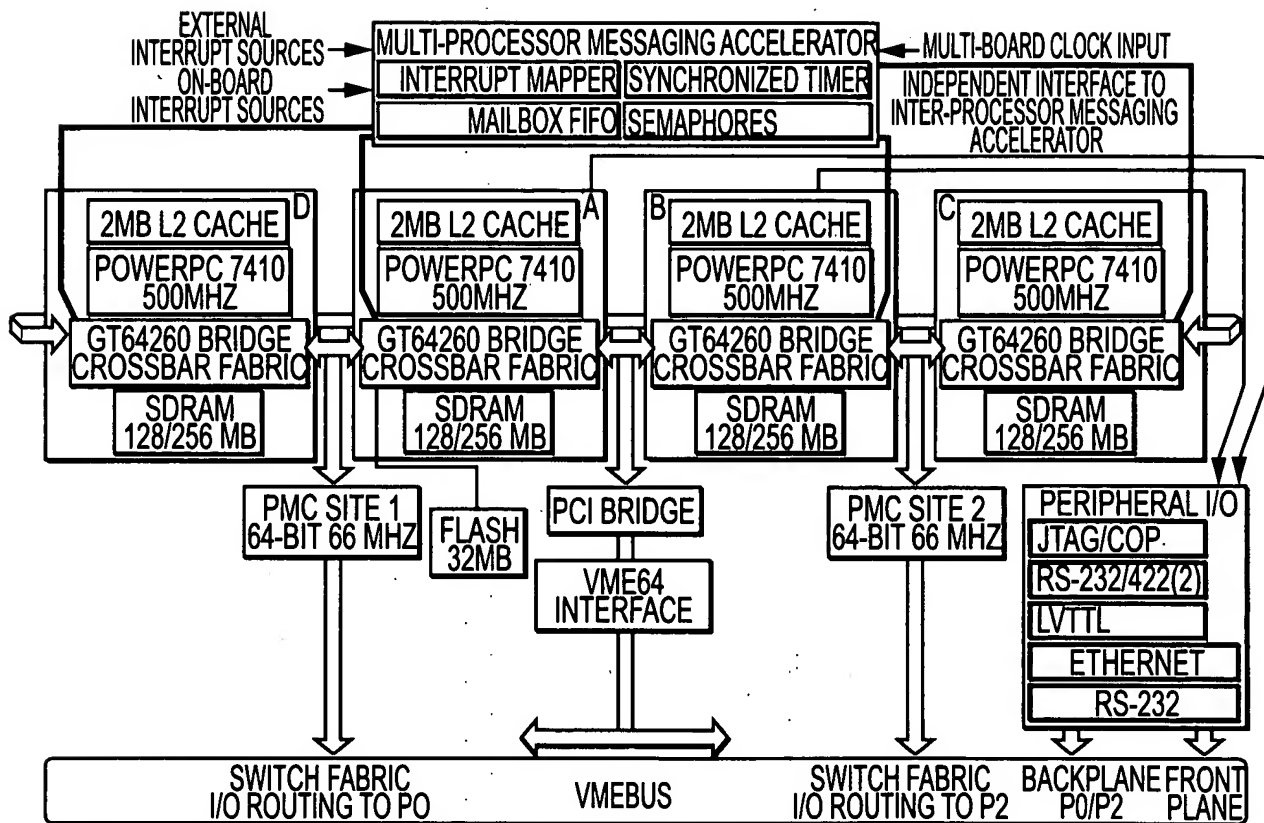 EXTERNAL
INTERRUPT SOURCES
ON-BOARD
INTERRUPT SOURCES
MULTI-PROCESSOR MESSAGING ACCELERATOR
INTERRUPT MAPPER
SYNCHRONIZED TIMER
MAILBOX FIFO
SEMAPHORES
MULTI-BOARD CLOCK INPUT
INDEPENDENT INTERFACE TO
INTER-PROCESSOR MESSAGING
ACCELERATOR
D
2MB L2 CACHE
POWERPC 7410
500MHZ
GT64260 BRIDGE
CROSSBAR FABRIC
SDRAM
128/256 MB
A
2MB L2 CACHE
POWERPC 7410
500MHZ
GT64260 BRIDGE
CROSSBAR FABRIC
SDRAM
128/256 MB
B
2MB L2 CACHE
POWERPC 7410
500MHZ
GT64260 BRIDGE
CROSSBAR FABRIC
SDRAM
128/256 MB
C
2MB L2 CACHE
POWERPC 7410
500MHZ
GT64260 BRIDGE
CROSSBAR FABRIC
SDRAM
128/256 MB
PMC SITE 1
64-BIT 66 MHZ
FLASH
32MB
PCI BRIDGE
VME64
INTERFACE
PMC SITE 2
64-BIT 66 MHZ
PERIPHERAL I/O
JTAG/COP
RS-232/422(2)
LVTTL
ETHERNET
RS-232
SWITCH FABRIC
I/O ROUTING TO P0
VMEBUS
SWITCH FABRIC
I/O ROUTING TO P2
BACKPLANE
P0/P2
FRONT
PLANE